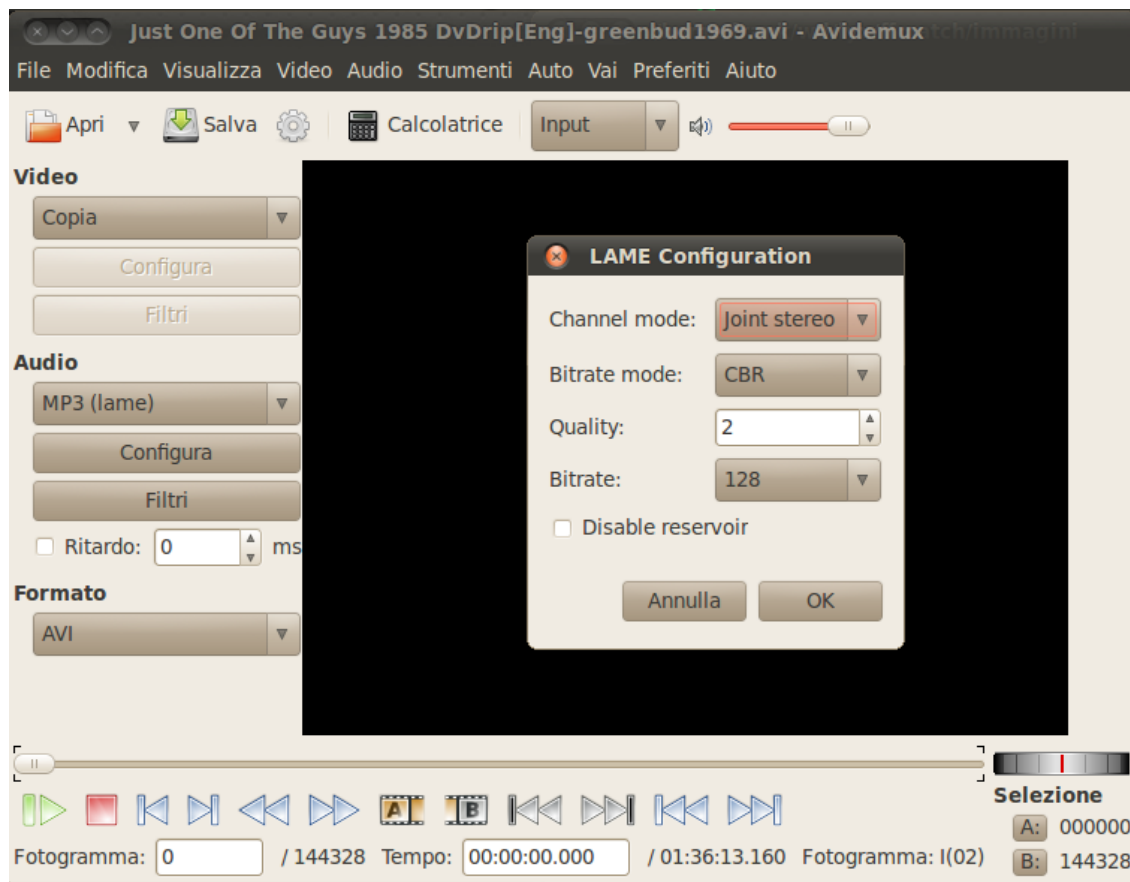 Just One Of The Guys 1985 DvDrip[Eng]-greenbud1969.avi - Avidemux
File Modifica Visualizza Video Audio Strumenti Auto Vai Preferiti Aiuto
Apri Salva Calcolatrice Input
Video
Copia
Configura
Filtri
Audio
MP3 (lame)
Configura
Filtri
Ritardo: 0 ms
Formato
AVI
LAME Configuration
Channel mode: Joint stereo
Bitrate mode: CBR
Quality: 2
Bitrate: 128
Disable reservoir
Annulla OK
A B
Selezione
A: 000000
B: 144328
Fotogramma: 0 / 144328 Tempo: 00:00:00.000 / 01:36:13.160 Fotogramma: I(02)